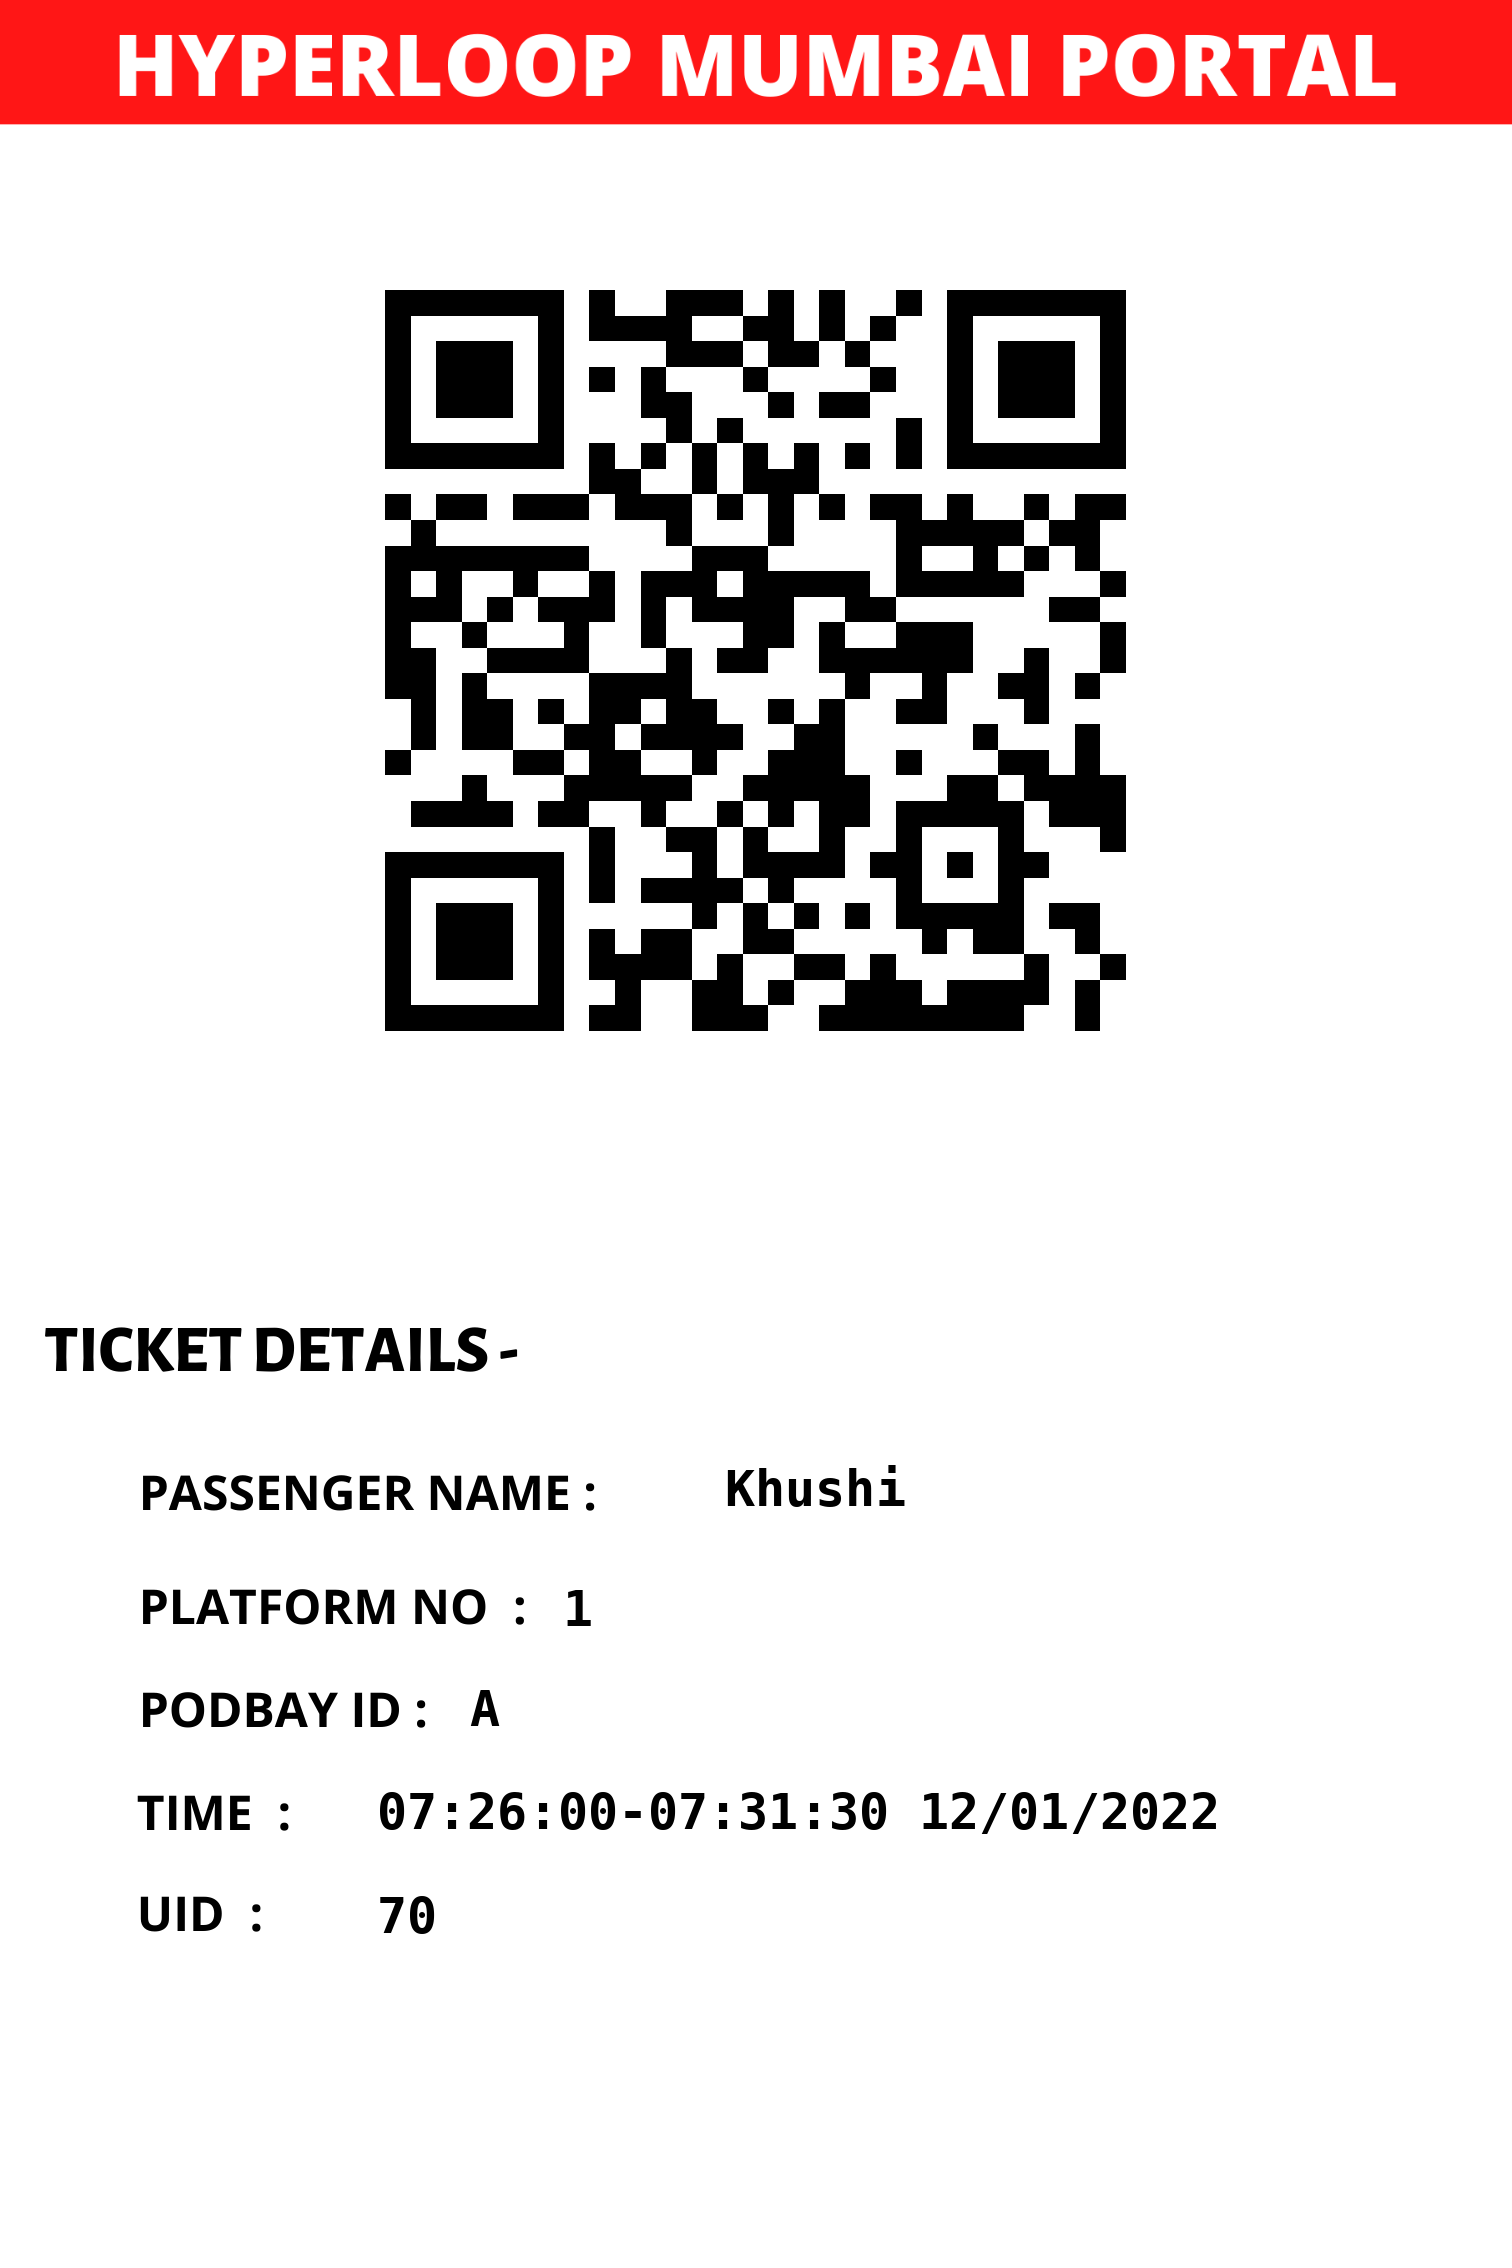 HYPERLOOP MUMBAI PORTAL
TICKET DETAILS -
PASSENGER NAME : Khushi
PLATFORM NO : 1
PODBAY ID : A
TIME : 07:26:00-07:31:30 12/01/2022
UID : 70